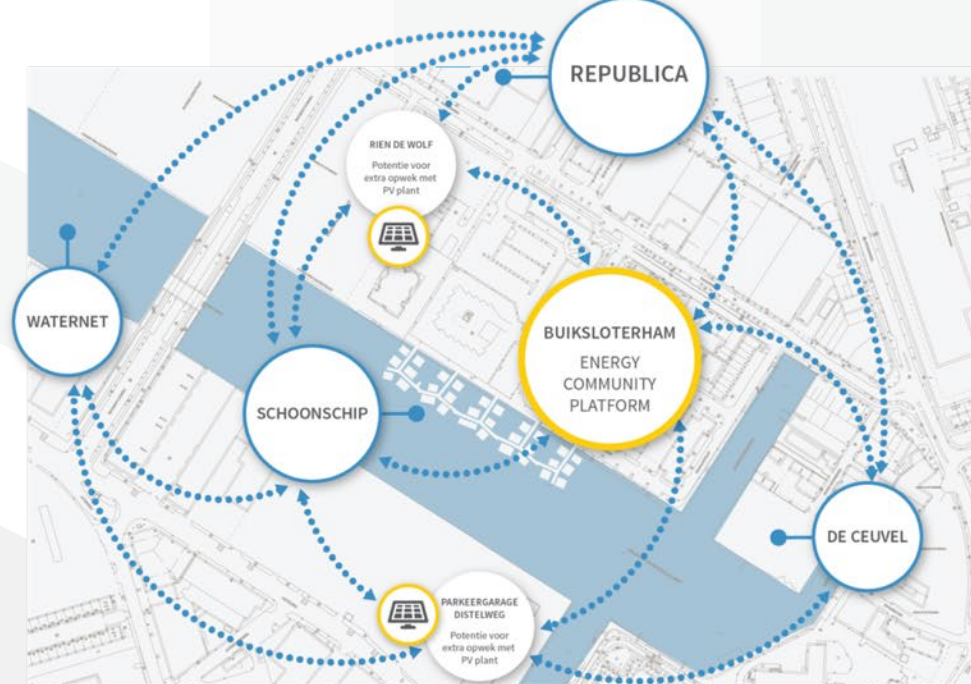 REPUBLICA
RIEN DE WOLF
Potentie voor
extra opwek met
PV plant
WATERNET
BUIKSLOTERHAM
ENERGY
COMMUNITY
PLATFORM
SCHOONSCHIP
DE CEUVEL
PARKEERGARAGE
DISTELWEG
Potentie voor
extra opwek met
PV plant